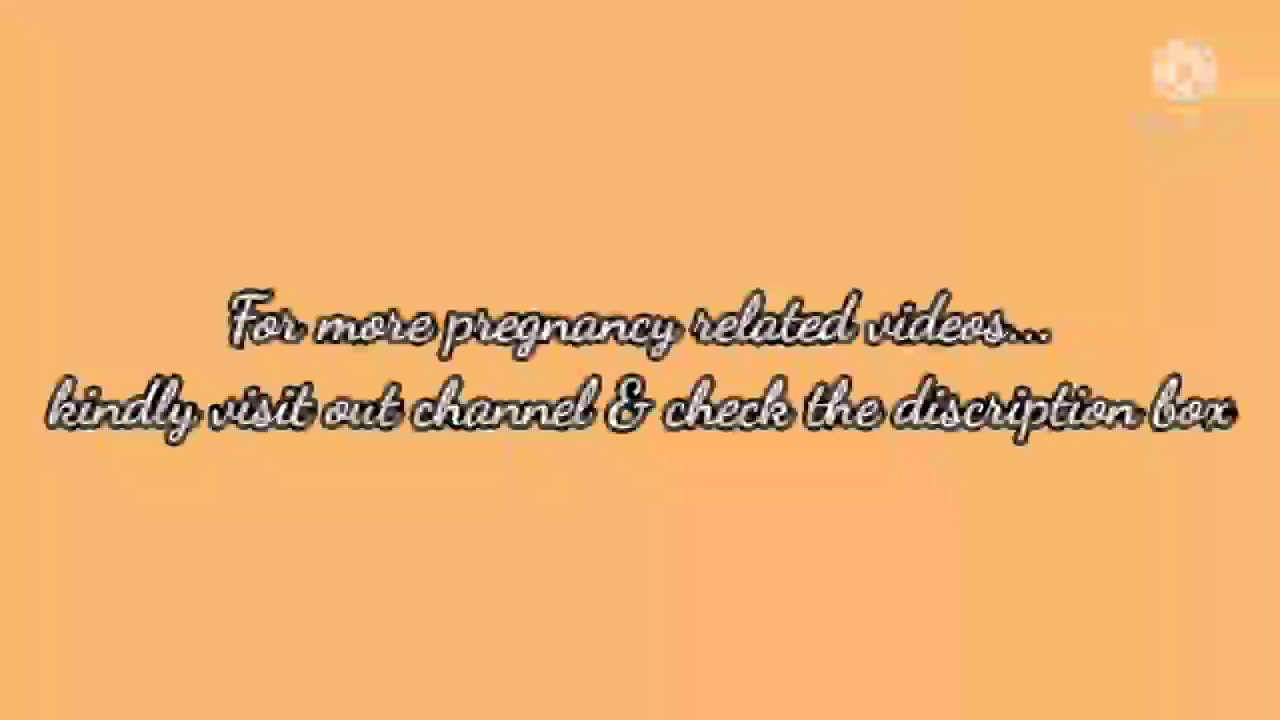 For more pregnancy related videos...
kindly visit out channel & check the discription box